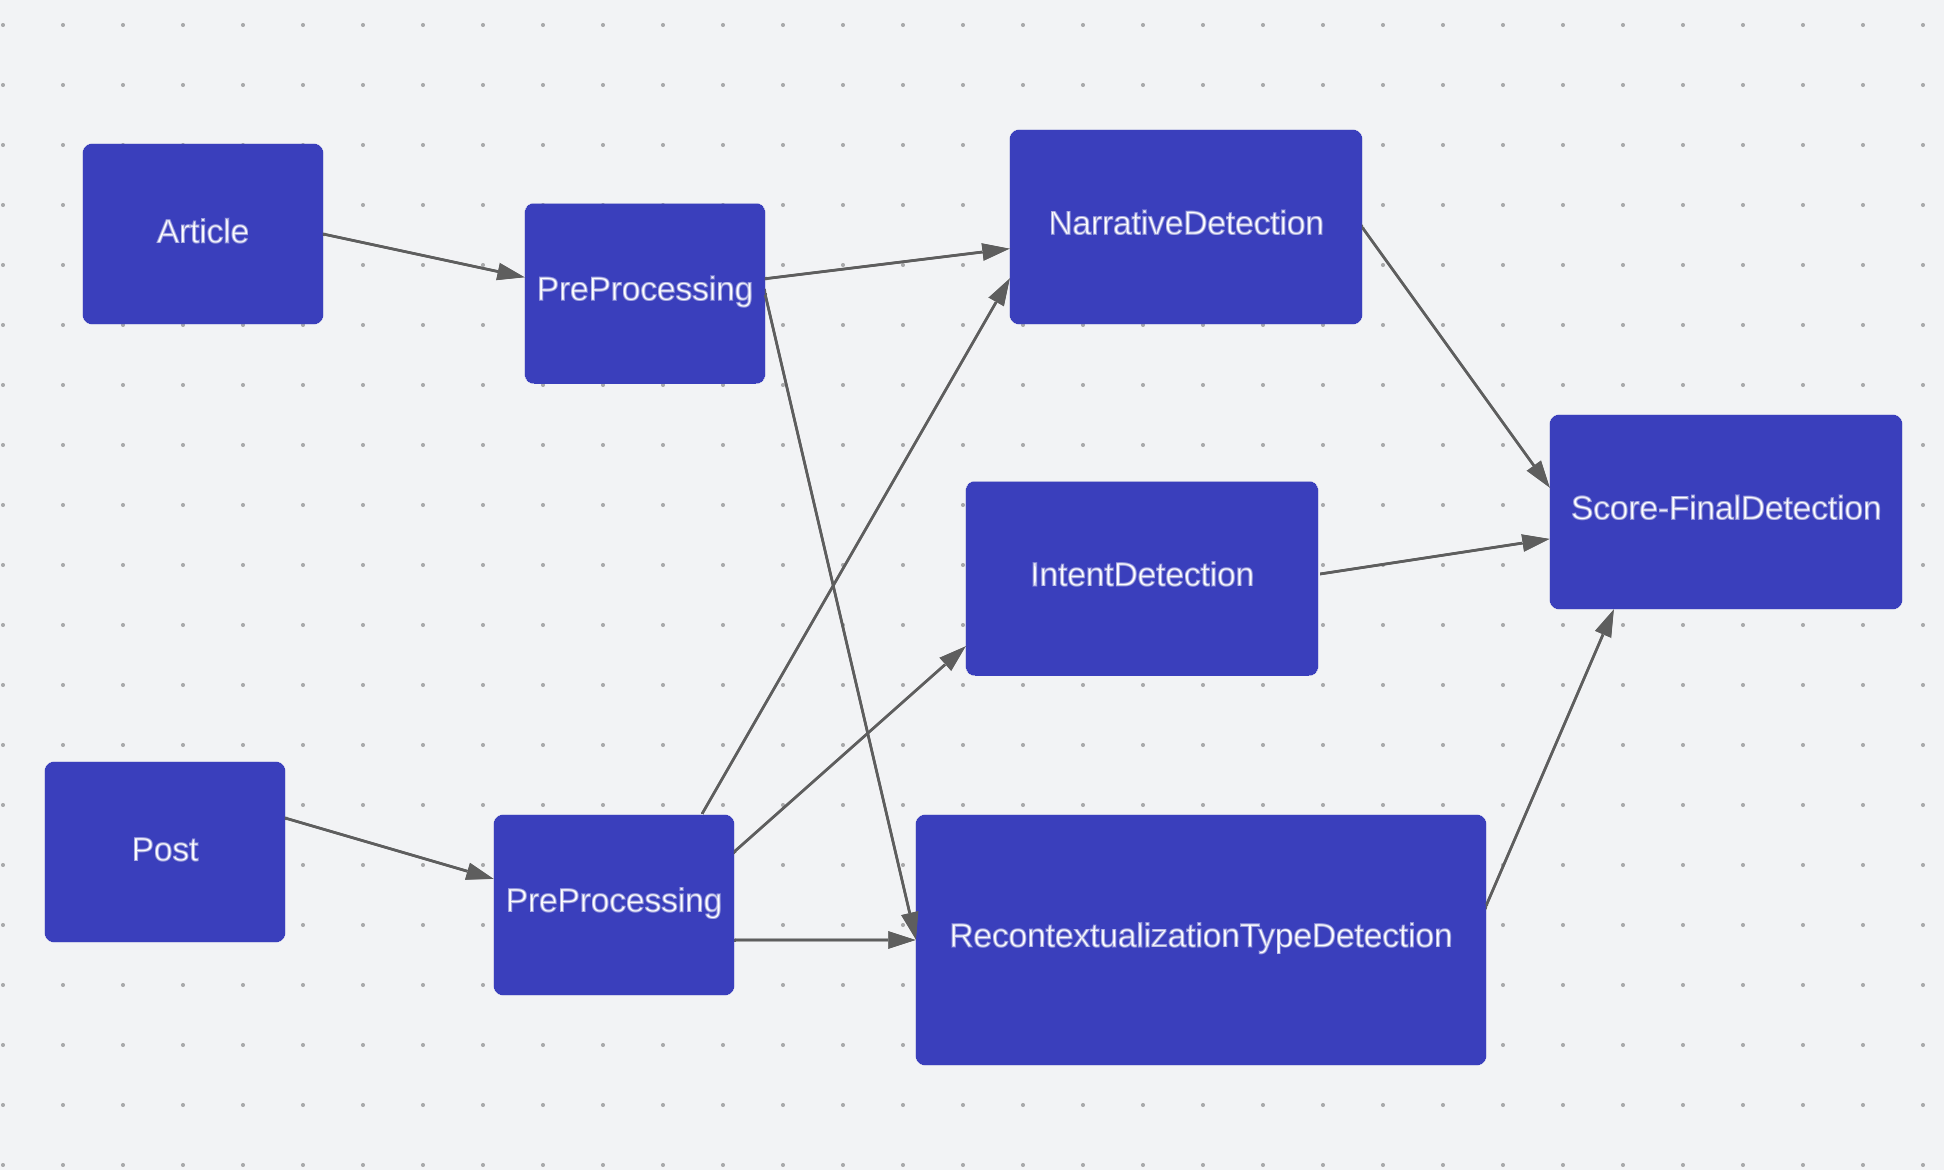 Article
PreProcessing
NarrativeDetection
Score-FinalDetection
IntentDetection
Post
PreProcessing
RecontextualizationTypeDetection